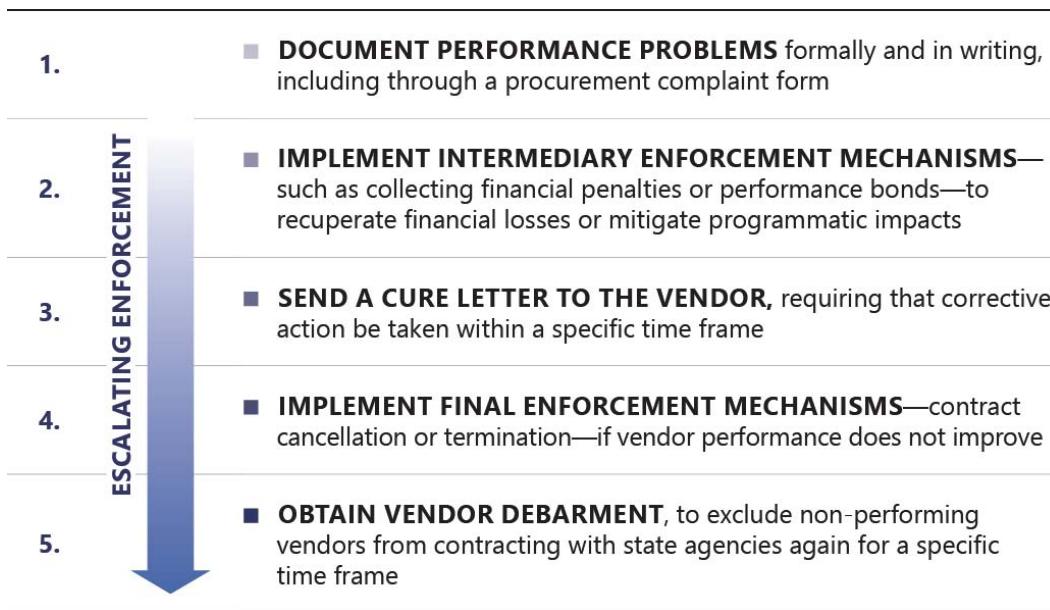 1.
■ DOCUMENT PERFORMANCE PROBLEMS formally and in writing,
including through a procurement complaint form
ESCALATING ENFORCEMENT
2.
■ IMPLEMENT INTERMEDIARY ENFORCEMENT MECHANISMS—
such as collecting financial penalties or performance bonds—to
recuperate financial losses or mitigate programmatic impacts
3.
■ SEND A CURE LETTER TO THE VENDOR, requiring that corrective
action be taken within a specific time frame
4.
■ IMPLEMENT FINAL ENFORCEMENT MECHANISMS—contract
cancellation or termination—if vendor performance does not improve
5.
■ OBTAIN VENDOR DEBARMENT, to exclude non-performing
vendors from contracting with state agencies again for a specific
time frame